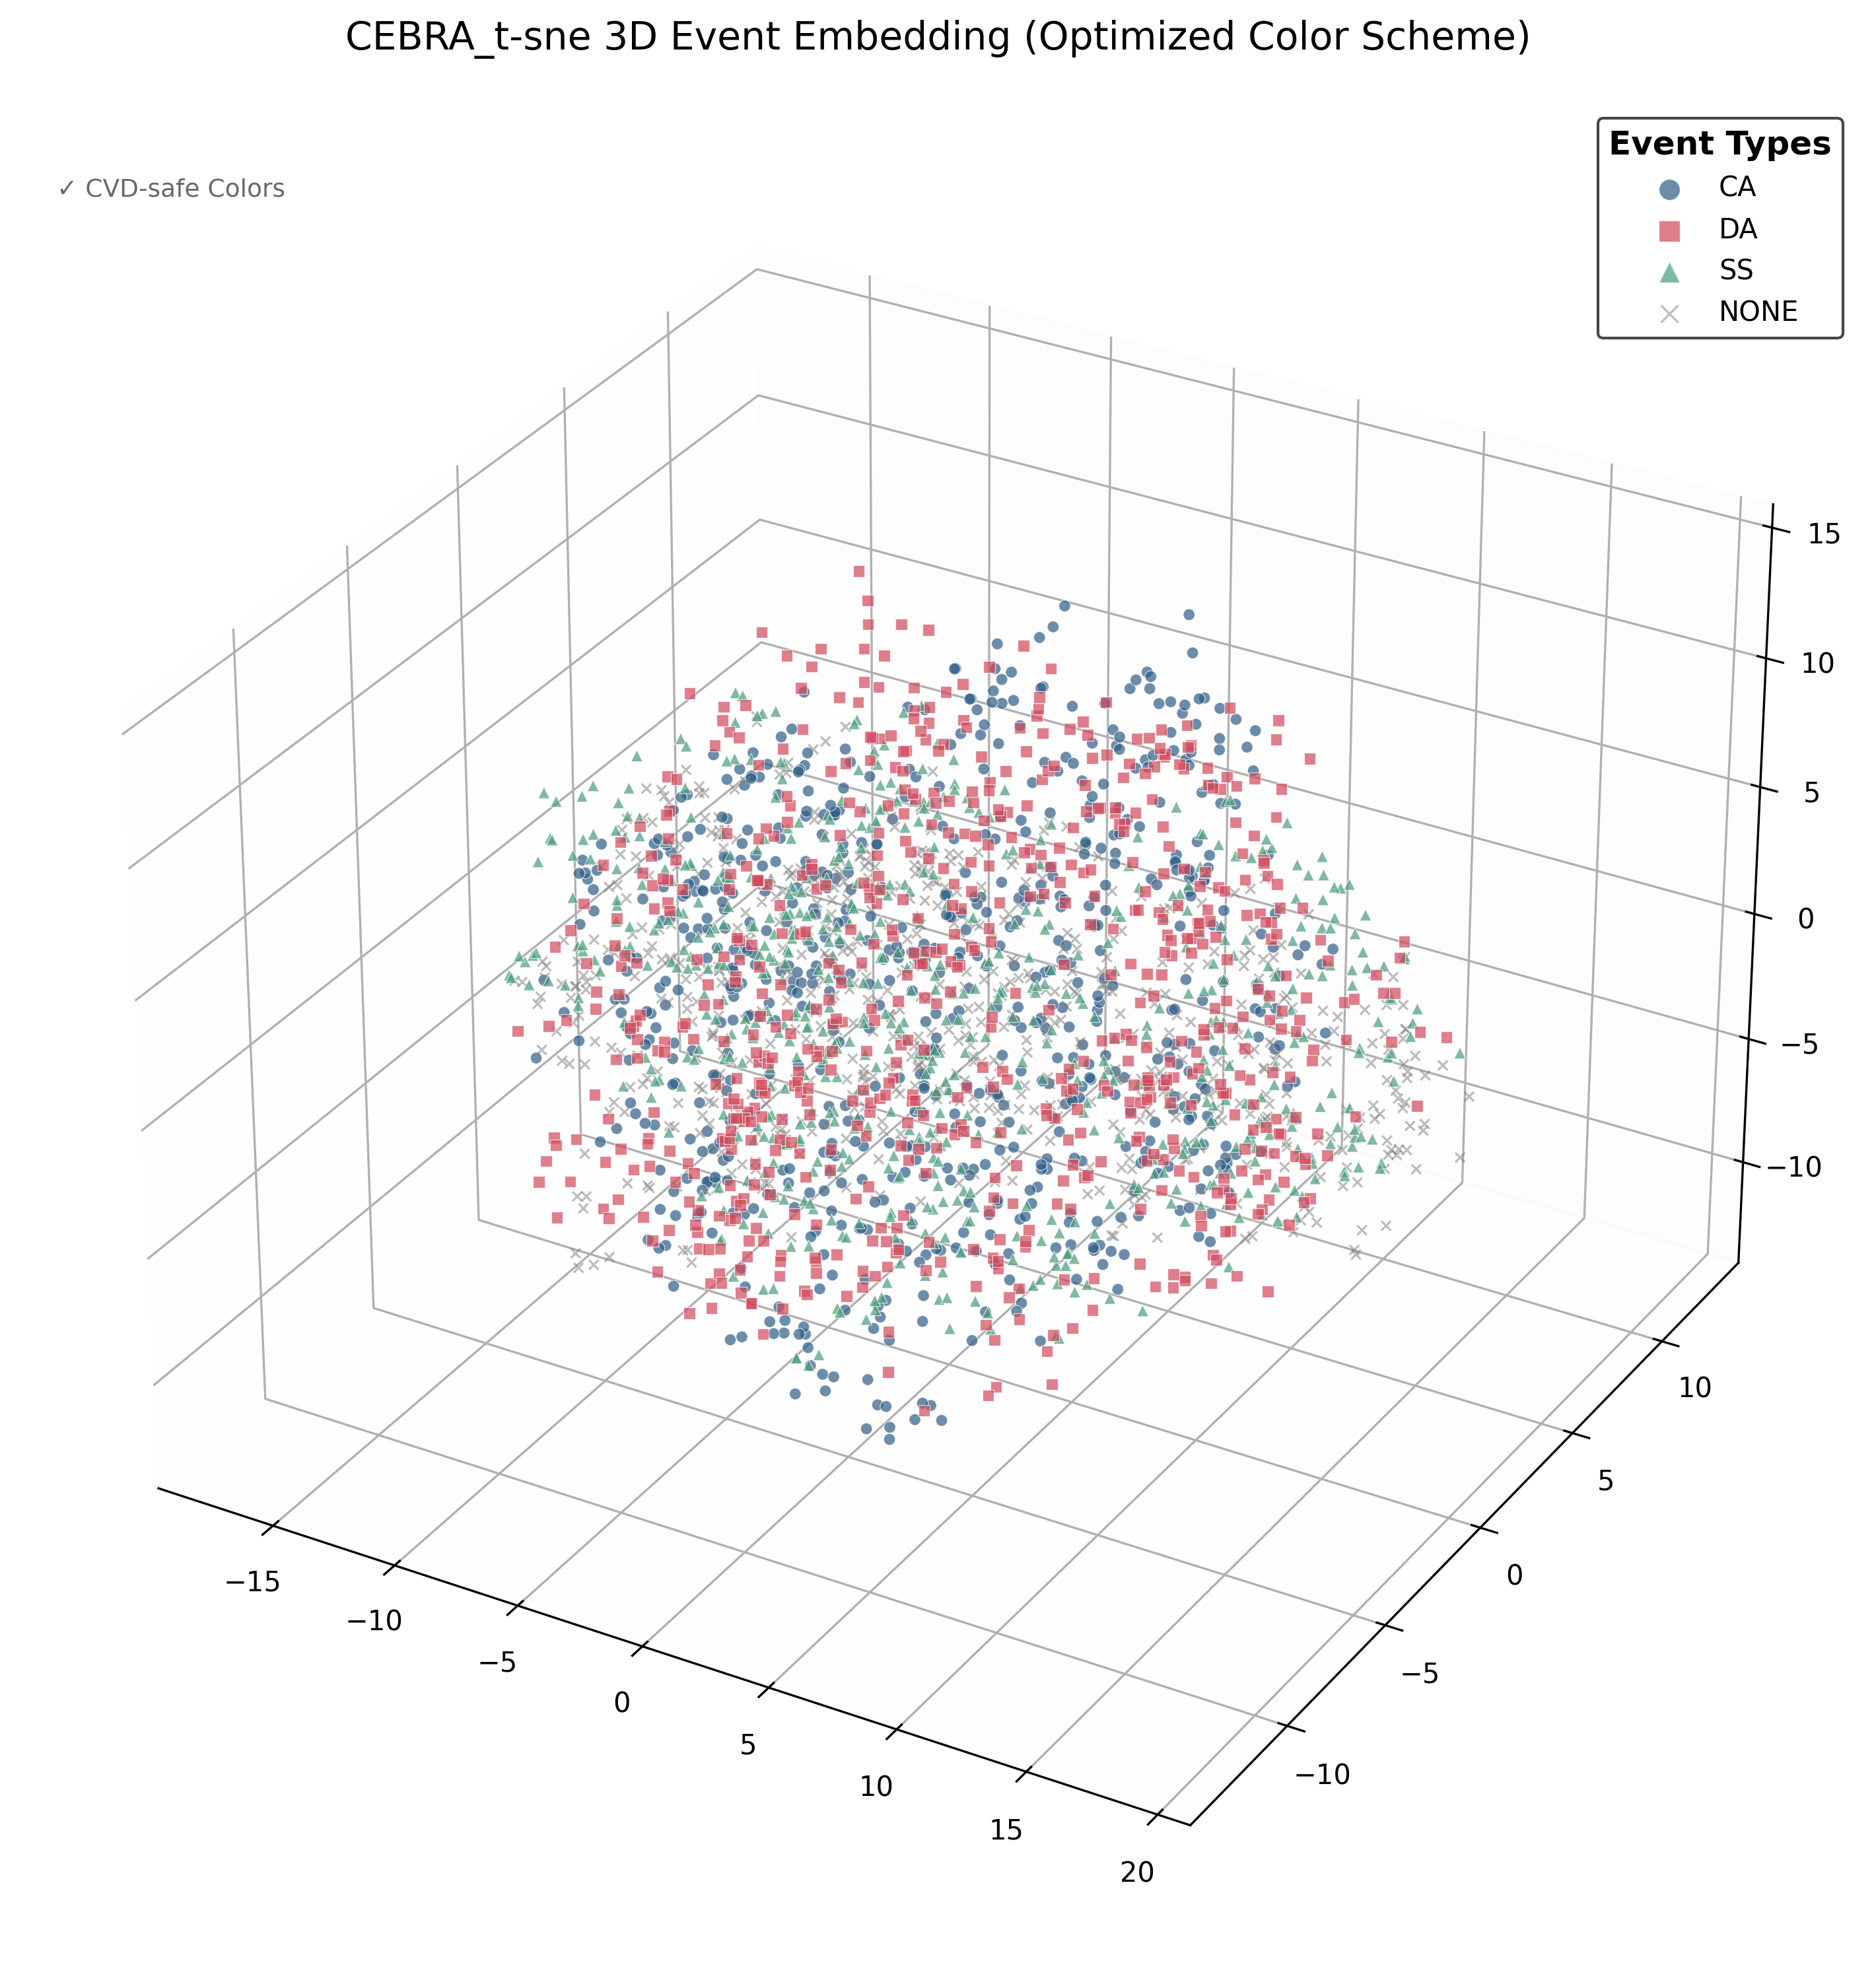 CEBRA_t-sne 3D Event Embedding (Optimized Color Scheme)
✓ CVD-safe Colors
Event Types
CA
DA
SS
NONE
15
10
5
0
−5
−10
10
5
0
−5
−10
−15
−10
−5
0
5
10
15
20